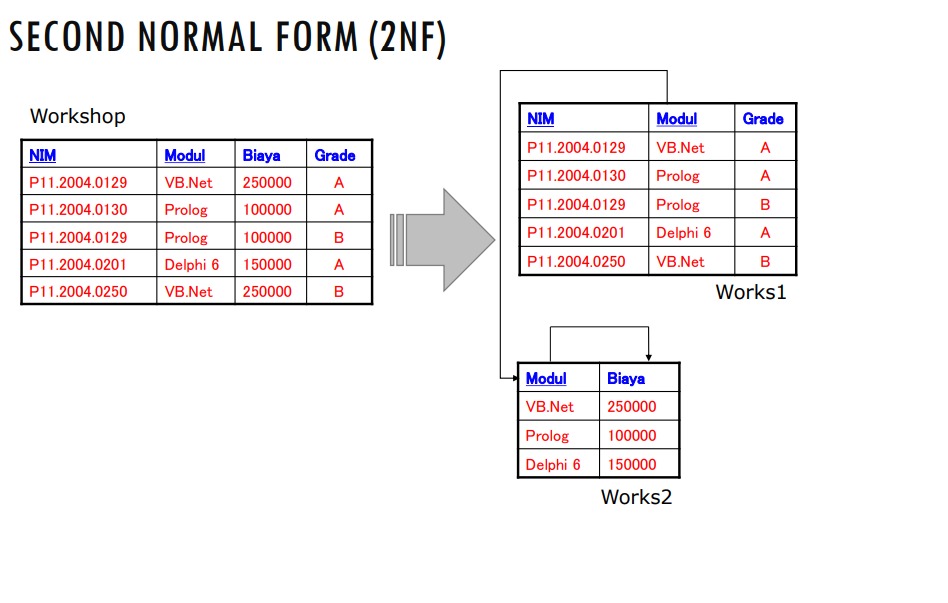 SECOND NORMAL FORM (2NF)
Workshop
NIM Modul Biaya Grade
P11.2004.0129 VB.Net 250000 A
P11.2004.0130 Prolog 100000 A
P11.2004.0129 Prolog 100000 B
P11.2004.0201 Delphi 6 150000 A
P11.2004.0250 VB.Net 250000 B
NIM Modul Grade
P11.2004.0129 VB.Net A
P11.2004.0130 Prolog A
P11.2004.0129 Prolog B
P11.2004.0201 Delphi 6 A
P11.2004.0250 VB.Net B
Works1
Modul Biaya
VB.Net 250000
Prolog 100000
Delphi 6 150000
Works2